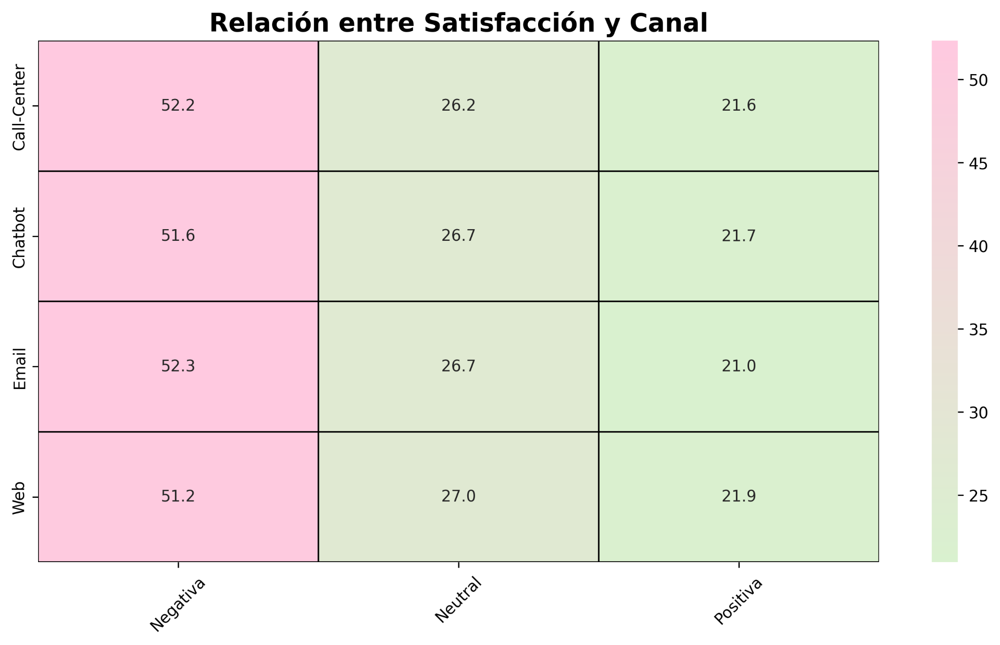 Relación entre Satisfacción y Canal
Call-Center
52.2
26.2
21.6
Chatbot
51.6
26.7
21.7
Email
52.3
26.7
21.0
Web
51.2
27.0
21.9
Negativa
Neutral
Positiva
50
45
40
35
30
25